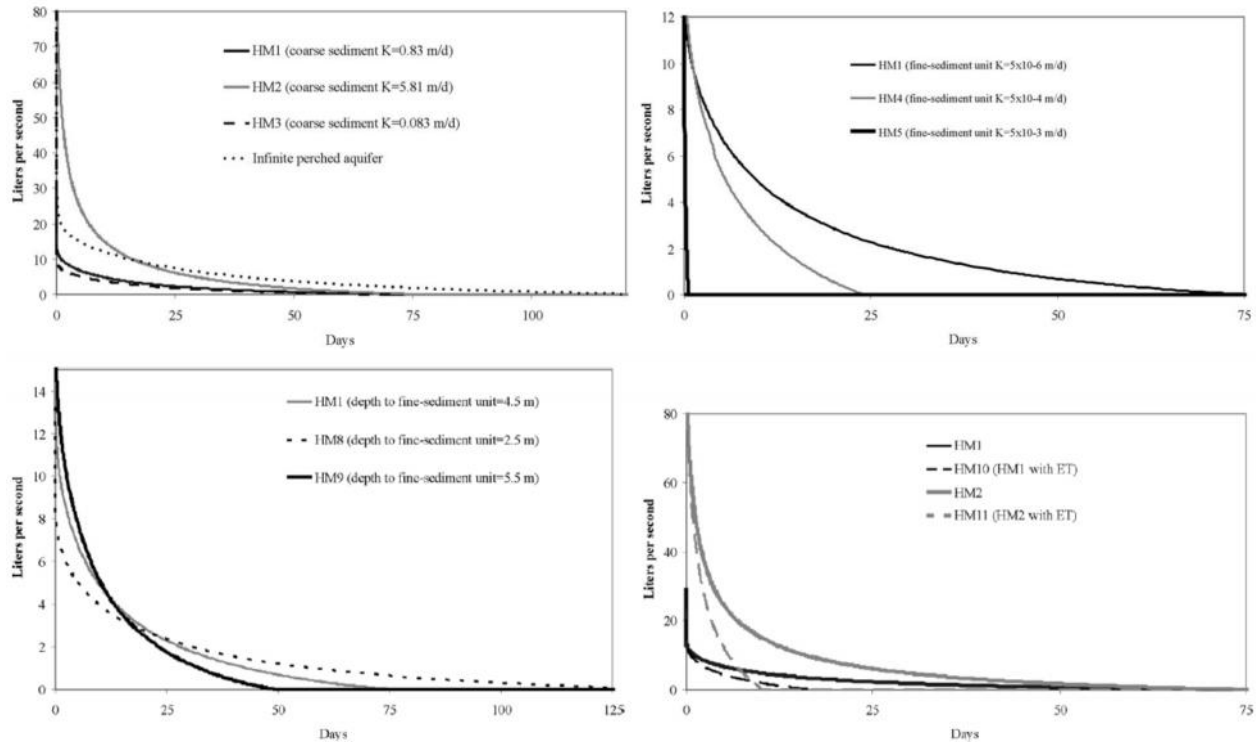 80
70
60
50
40
30
20
10
0
Liters per second
HM1 (coarse sediment K=0.83 m/d)
HM2 (coarse sediment K=5.81 m/d)
HM3 (coarse sediment K=0.083 m/d)
Infinite perched aquifer
0 25 50 75 100
Days
12
10
8
6
4
2
0
Liters per second
HM1 (fine-sediment unit K=5x10-6 m/d)
HM4 (fine-sediment unit K=5x10-4 m/d)
HM5 (fine-sediment unit K=5x10-3 m/d)
0 25 50 75
Days
14
12
10
8
6
4
2
0
Liters per second
HM1 (depth to fine-sediment unit=4.5 m)
HM8 (depth to fine-sediment unit=2.5 m)
HM9 (depth to fine-sediment unit=5.5 m)
0 25 50 75 100 125
Days
80
60
40
20
0
Liters per second
HM1
HM10 (HM1 with ET)
HM2
HM11 (HM2 with ET)
0 25 50 75
Days